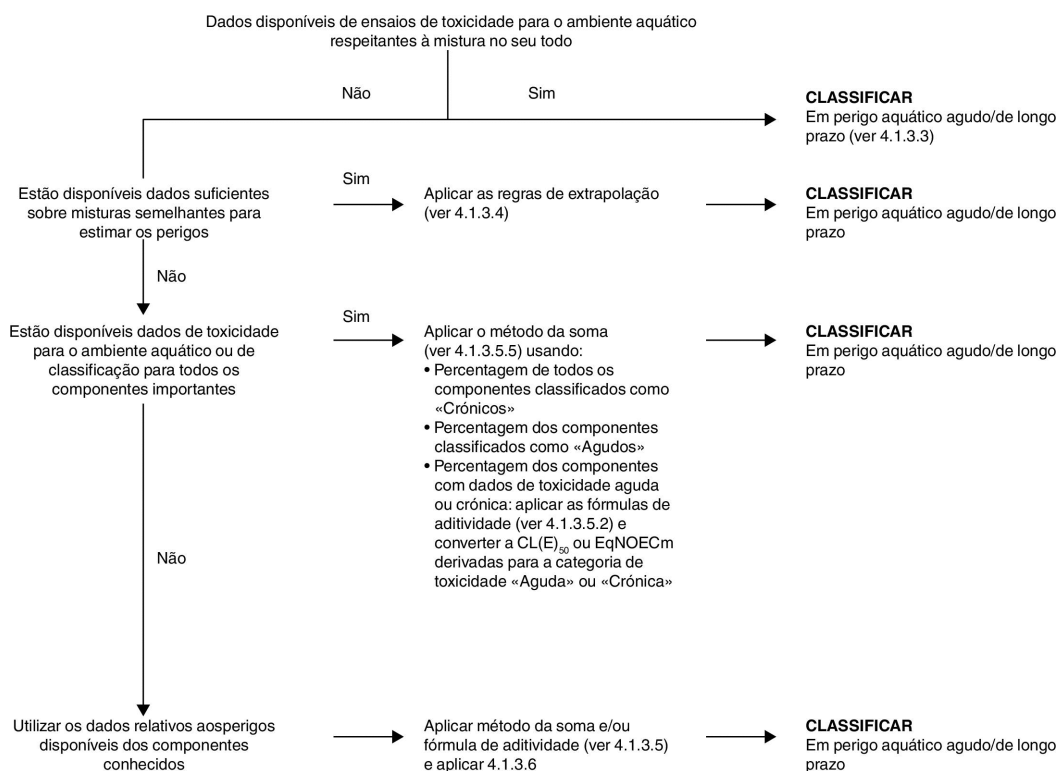 Dados disponíveis de ensaios de toxicidade para o ambiente aquático
respeitantes à mistura no seu todo
Não
Sim
CLASSIFICAR
Em perigo aquático agudo/de longo
prazo (ver 4.1.3.3)
Estão disponíveis dados suficientes
sobre misturas semelhantes para
estimar os perigos
Sim
Aplicar as regras de extrapolação
(ver 4.1.3.4)
CLASSIFICAR
Em perigo aquático agudo/de longo
prazo
Não
Estão disponíveis dados de toxicidade
para o ambiente aquático ou de
classificação para todos os
componentes importantes
Sim
Aplicar o método da soma
(ver 4.1.3.5.5) usando:
• Percentagem de todos os
componentes classificados como
«Crónicos»
• Percentagem dos componentes
classificados como «Agudos»
• Percentagem dos componentes
com dados de toxicidade aguda
ou crónica: aplicar as fórmulas de
aditividade (ver 4.1.3.5.2) e
converter a CL(E)50 ou EqNOECm
derivadas para a categoria de
toxicidade «Aguda» ou «Crónica»
CLASSIFICAR
Em perigo aquático agudo/de longo
prazo
Não
Utilizar os dados relativos aosperigos
disponíveis dos componentes
conhecidos
Aplicar método da soma e/ou
fórmula de aditividade (ver 4.1.3.5)
e aplicar 4.1.3.6
CLASSIFICAR
Em perigo aquático agudo/de longo
prazo